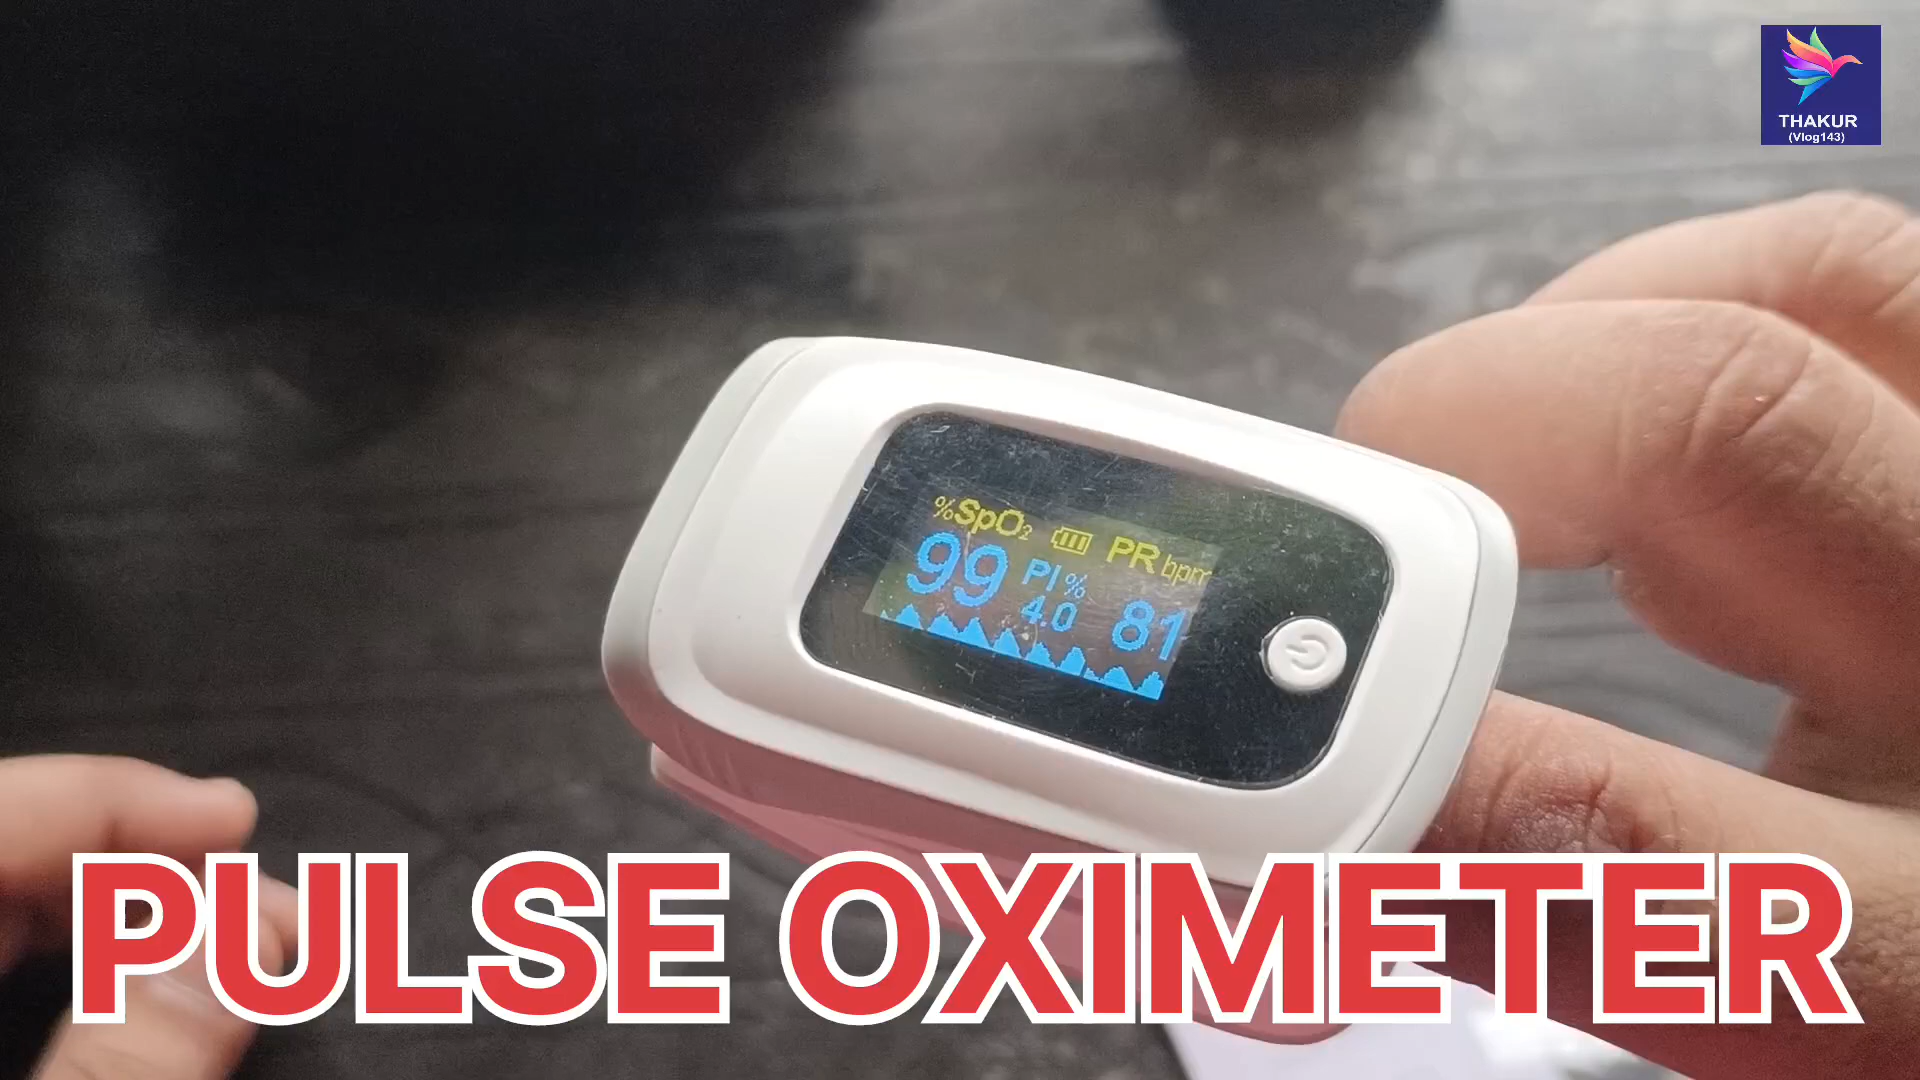 THAKUR
(Vlog143)
%SpO₂ PR bpm
99 PI% 81
4.0
PULSE OXIMETER